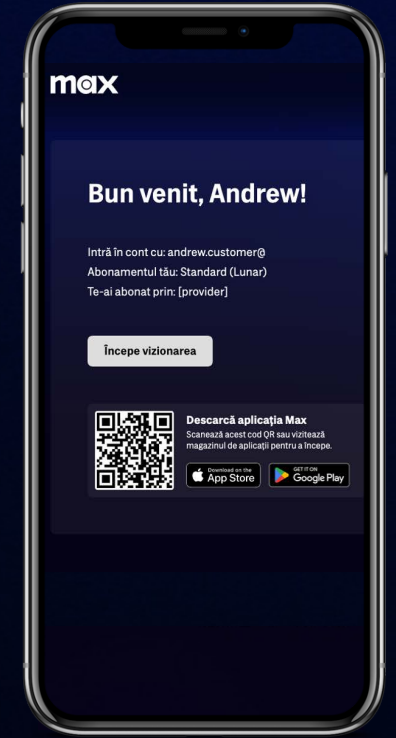 max
Bun venit, Andrew!
Intră în cont cu: andrew.customer@
Abonamentul tău: Standard (Lunar)
Te-ai abonat prin: [provider]
Începe vizionarea
Descarcă aplicația Max
Scanează acest cod QR sau vizitează
magazinul de aplicații pentru a începe.
Download on the
App Store
GET IT ON
Google Play